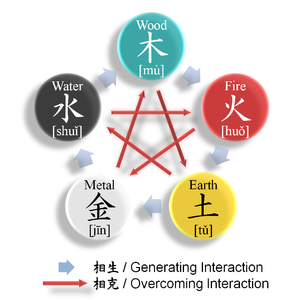 Wood
木
[mù]
Water
水
[shuǐ]
Fire
火
[huǒ]
Metal
金
[jīn]
Earth
土
[tǔ]
相生 / Generating Interaction
相克 / Overcoming Interaction